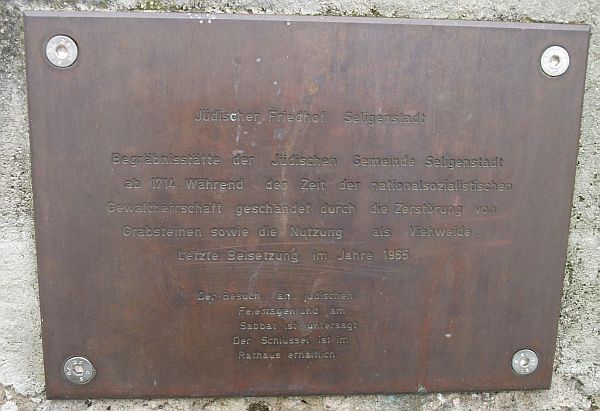 Jüdischer Friedhof Seligenstadt
Begräbnisstätte der Jüdischen Gemeinde Seligenstadt
ab 1714. Während der Zeit der nationalsozialistischen
Gewaltherrschaft geschändet durch die Zerstörung von
Grabsteinen sowie die Nutzung als Viehweide.
Letzte Beisetzung im Jahre 1955.
Der Besuch an jüdischen
Feiertagen und am
Sabbat ist untersagt
Der Schlüssel ist im
Rathaus erhältlich.